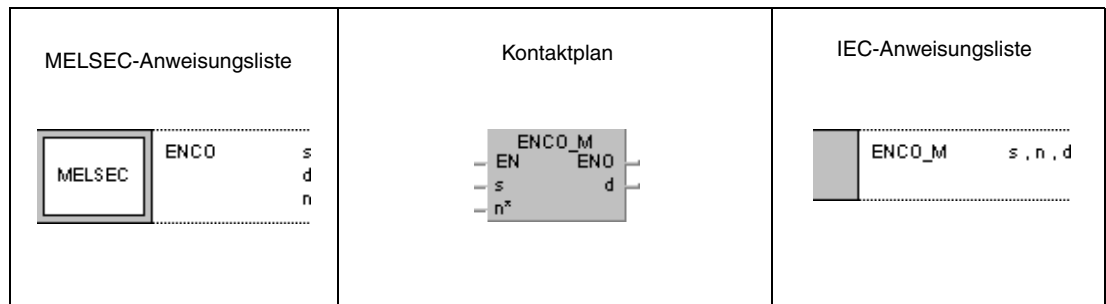 MELSEC-Anweisungsliste
MELSEC
ENCO s
d
n
Kontaktplan
ENCO_M
EN ENO
s d
n*
IEC-Anweisungsliste
ENCO_M s , n , d